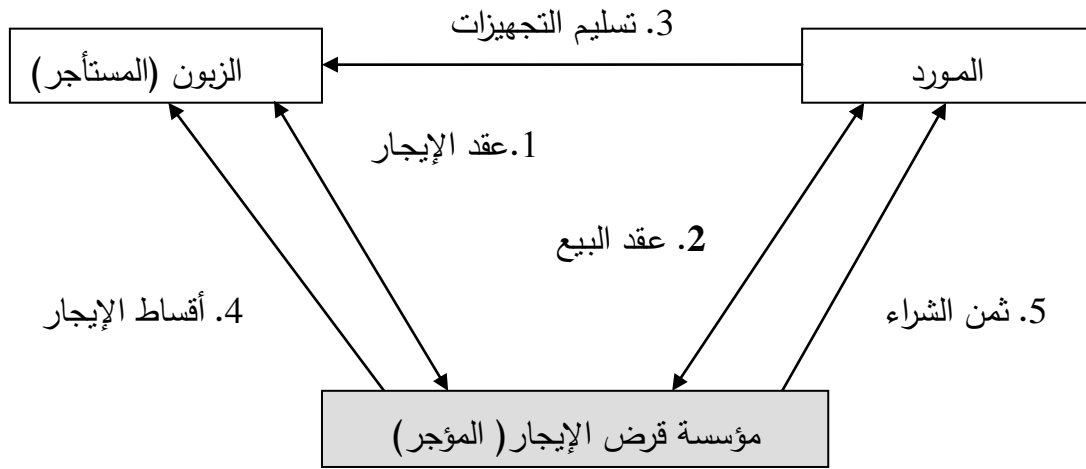 3. تسليم التجهيزات
المورد
الزبون (المستأجر)
1.عقد الإيجار
2. عقد البيع
5. ثمن الشراء
4. أقساط الإيجار
مؤسسة قرض الإيجار( المؤجر)